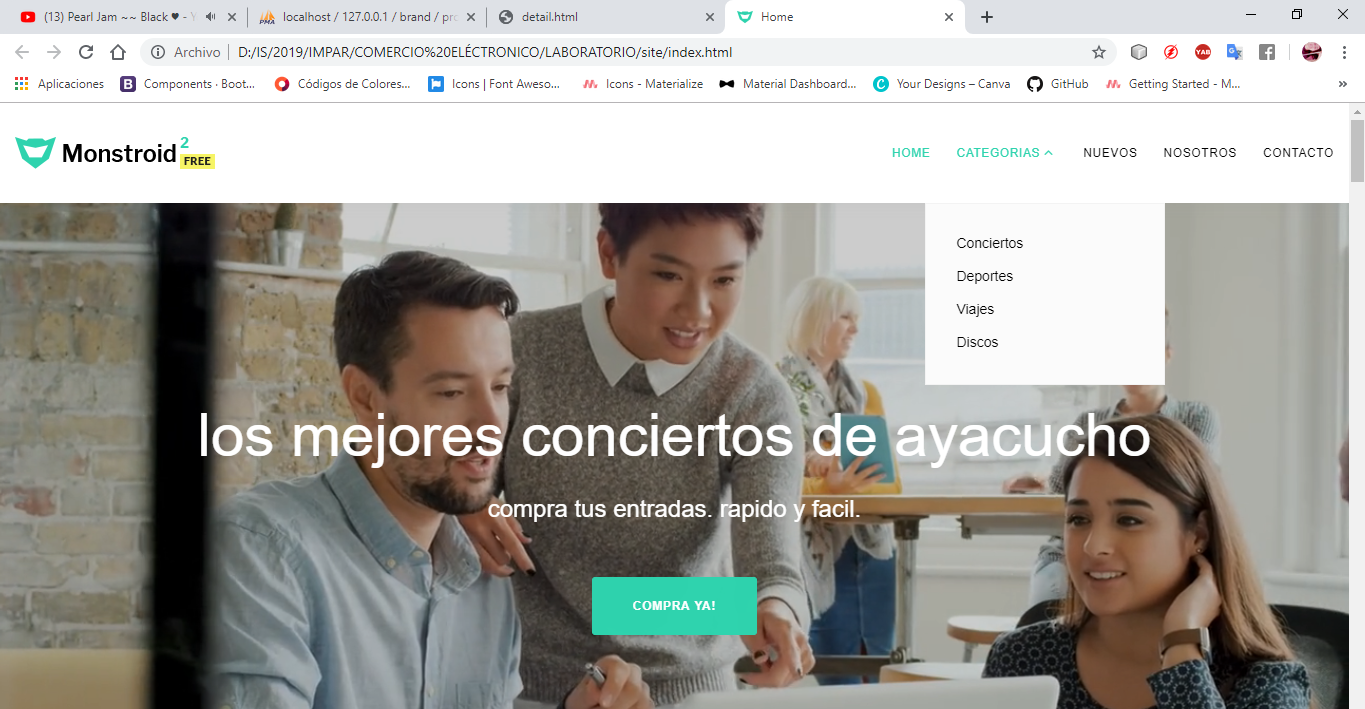 (13) Pearl Jam ~~ Black ♥ - Y
localhost / 127.0.0.1 / brand / pro
detail.html
Home
Archivo
D:/IS/2019/IMPAR/COMERCIO%20ELÉCTRONICO/LABORATORIO/site/index.html
YAB
Aplicaciones
B
Components · Boot...
Códigos de Colores...
Icons | Font Aweso...
Icons - Materialize
Material Dashboard...
C
Your Designs – Canva
GitHub
Getting Started - M...
»
Monstroid
2
FREE
HOME
CATEGORIAS
NUEVOS
NOSOTROS
CONTACTO
Conciertos
Deportes
Viajes
Discos
los mejores conciertos de ayacucho
compra tus entradas. rapido y facil.
COMPRA YA!